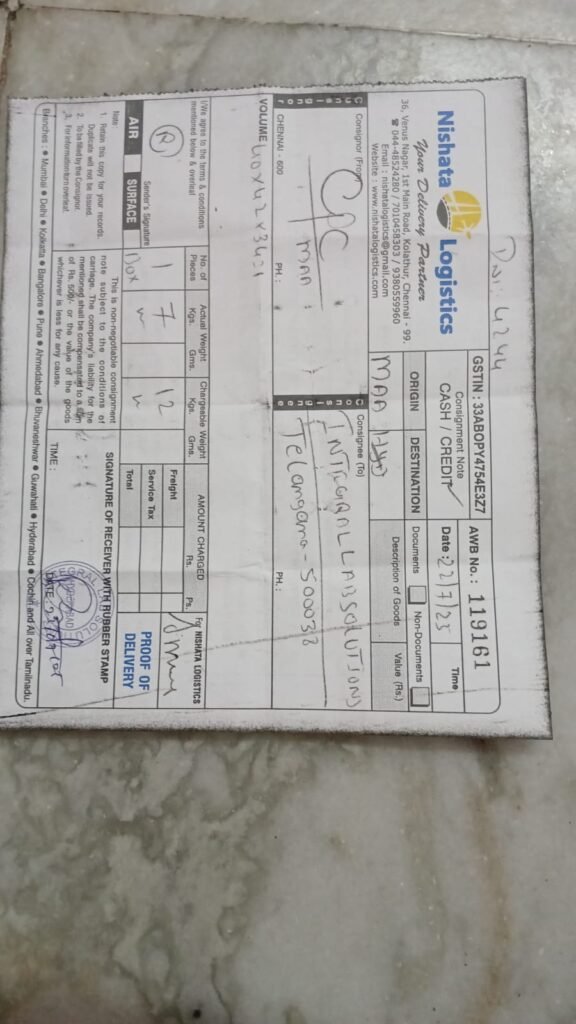 DNI: 4244
Nishata Logistics
Your Delivery Partner
36, Venus Nagar, 1st Main Road, Kolathur, Chennai - 99.
☎ 044-48524280 / 7010458303 / 9380559960
Email : nishatalogistics@gmail.com
Website : www.nishatalogistics.com
GSTIN : 33ABOPY4754E3Z7
Consignment Note
CASH / CREDIT
AWB No.: 119161
Date : 22/7/23
Time
ORIGIN
DESTINATION
MAA
HYD
Documents
Non-Documents
Description of Goods
Value (Rs.)
Consignor
Consignor (From)
CPC
MAA
CHENNAI - 600
PH. :
Consignee
Consignee (To)
INTEGRAL LAB SOLUTIONS
Telangana - 500038
PH. :
VOLUME 40x42x34-1
I/We agree to the terms & conditions
mentioned below & overleaf
Sender's Signature
AIR
SURFACE
No. of
Pieces
1
Box
Actual Weight
Kgs. Gms.
7
Chargeable Weight
Kgs. Gms.
12
AMOUNT CHARGED
Rs. Ps.
Freight
Service Tax
Total
For NISHATA LOGISTICS
PROOF OF
DELIVERY
Note
1. Retain this copy for your records:
Duplicate will not be issued.
2. To be filled by the Consignor.
3. For information turn overleaf.
This is non-negotiable consignment
note subject to the conditions of
carriage. The company's liability for the
mentioned shall be compensated to a sum
of Rs. 500/- or the value of the goods
whichever is less for any cause.
SIGNATURE OF RECEIVER WITH RUBBER STAMP
TIME :
DATE :
Branches : ● Mumbai ● Delhi ● Kolkatta ● Bangalore ● Pune ● Ahmedabad ● Bhuvaneshwar ● Guwahati ● Hyderabad ● Cochin and All over Tamilnadu.